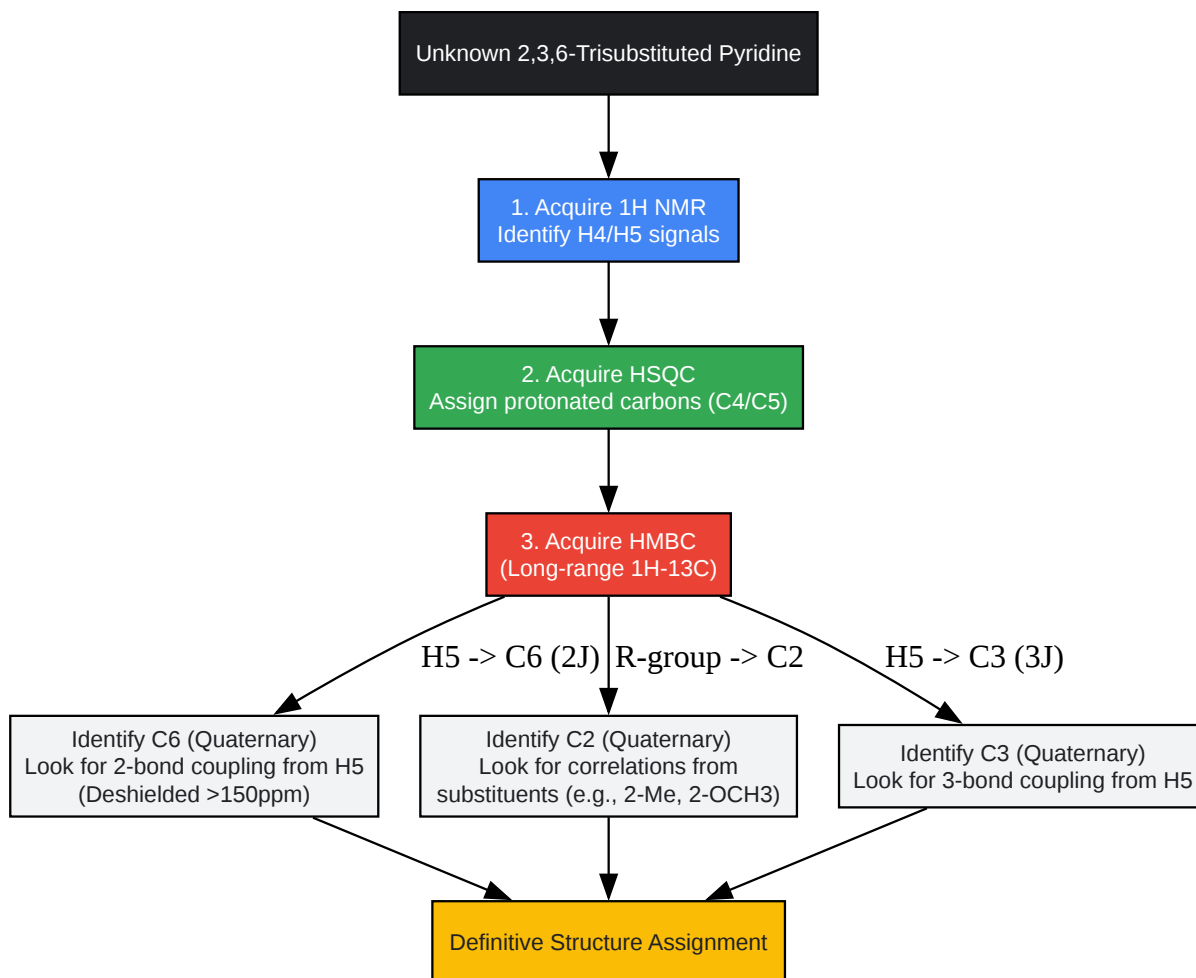 Unknown 2,3,6-Trisubstituted Pyridine
1. Acquire 1H NMR
Identify H4/H5 signals
2. Acquire HSQC
Assign protonated carbons (C4/C5)
3. Acquire HMBC
(Long-range 1H-13C)
H5 -> C6 (2J)
R-group -> C2
H5 -> C3 (3J)
Identify C6 (Quaternary)
Look for 2-bond coupling from H5
(Deshielded >150ppm)
Identify C2 (Quaternary)
Look for correlations from
substituents (e.g., 2-Me, 2-OCH3)
Identify C3 (Quaternary)
Look for 3-bond coupling from H5
Definitive Structure Assignment